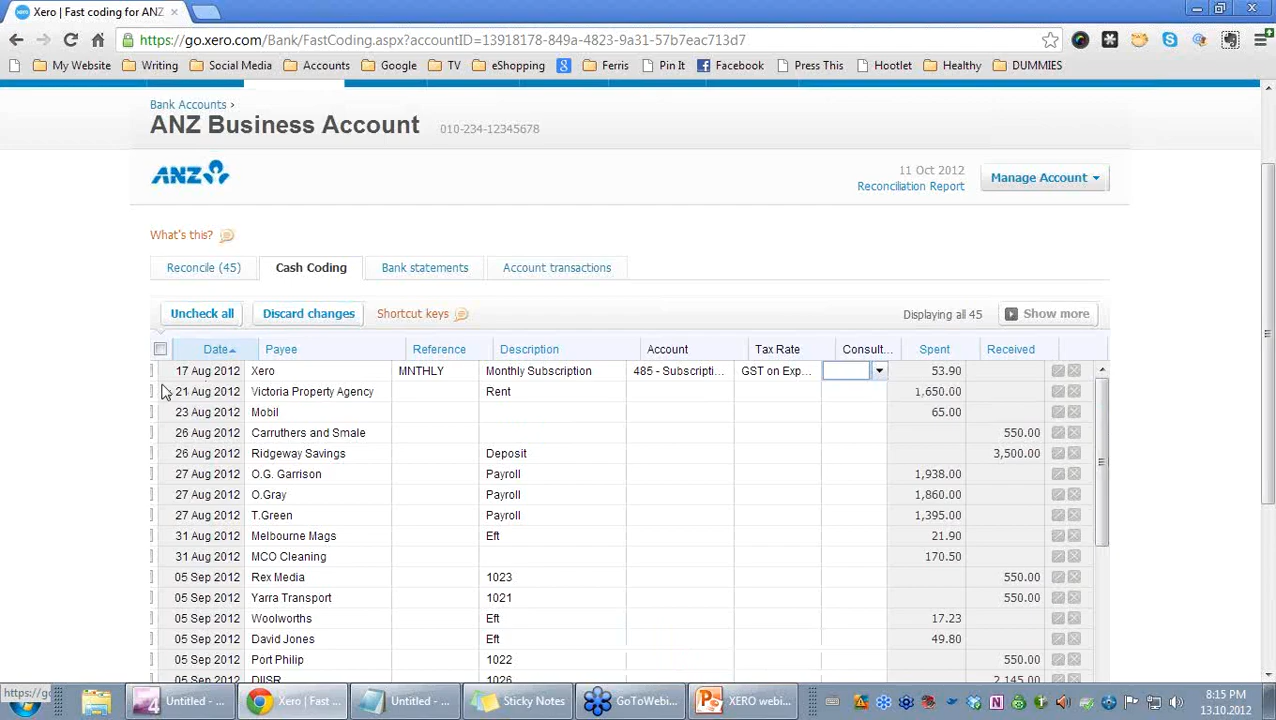 Xero | Fast coding for ANZ
https://go.xero.com/Bank/FastCoding.aspx?accountID=13918178-849a-4823-9a31-57b7eac713d7
My Website Writing Social Media Accounts Google TV eShopping Ferris Pin It Facebook Press This Hootlet Healthy DUMMIES
Bank Accounts ›
ANZ Business Account 010-234-12345678
ANZ
11 Oct 2012
Reconciliation Report
Manage Account
What's this?
Reconcile (45) Cash Coding Bank statements Account transactions
Uncheck all Discard changes Shortcut keys Displaying all 45 Show more
Date Payee Reference Description Account Tax Rate Consult... Spent Received
17 Aug 2012 Xero MNTHLY Monthly Subscription 485 - Subscripti... GST on Exp... 53.90
21 Aug 2012 Victoria Property Agency Rent 1,650.00
23 Aug 2012 Mobil 65.00
26 Aug 2012 Carruthers and Smale 550.00
26 Aug 2012 Ridgeway Savings Deposit 3,500.00
27 Aug 2012 O.G. Garrison Payroll 1,938.00
27 Aug 2012 O.Gray Payroll 1,860.00
27 Aug 2012 T.Green Payroll 1,395.00
31 Aug 2012 Melbourne Mags Eft 21.90
31 Aug 2012 MCO Cleaning 170.50
05 Sep 2012 Rex Media 1023 550.00
05 Sep 2012 Yarra Transport 1021 550.00
05 Sep 2012 Woolworths Eft 17.23
05 Sep 2012 David Jones Eft 49.80
05 Sep 2012 Port Philip 1022 550.00
05 Sep 2012 DIISR 1026 2,145.00
https://go
Untitled - ... Xero | Fast ... Untitled - ... Sticky Notes GoToWebi... XERO webi...
8:15 PM
13.10.2012